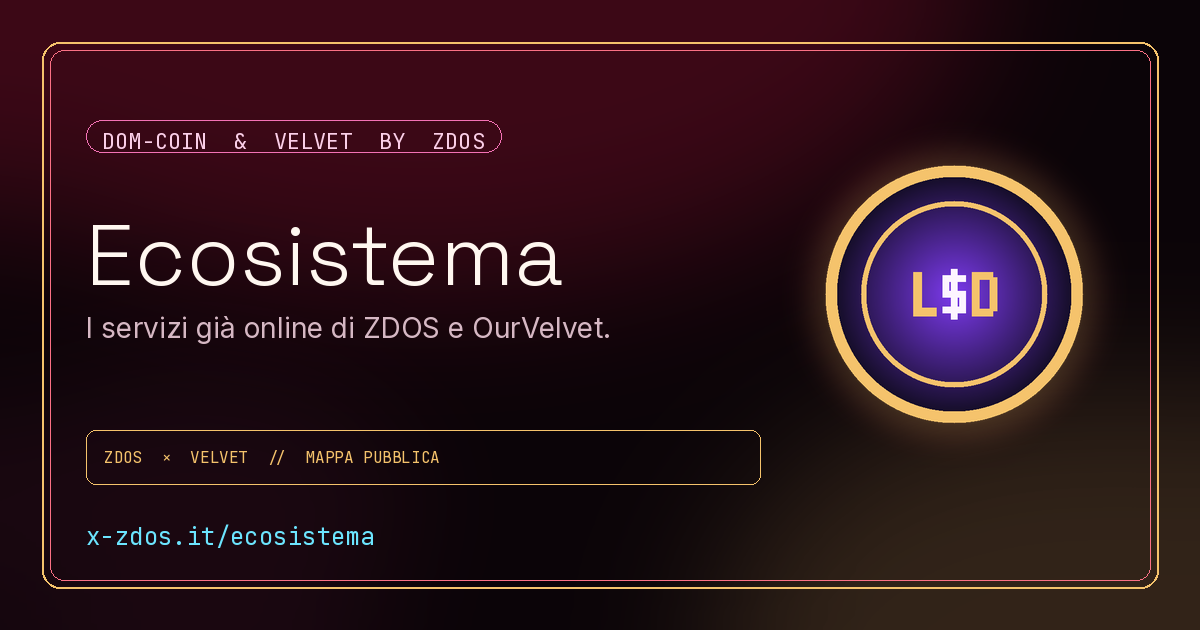 DOM-COIN & VELVET BY ZDOS
Ecosistema
I servizi già online di ZDOS e OurVelvet.
L$D
ZDOS × VELVET // MAPPA PUBBLICA
x-zdos.it/ecosistema